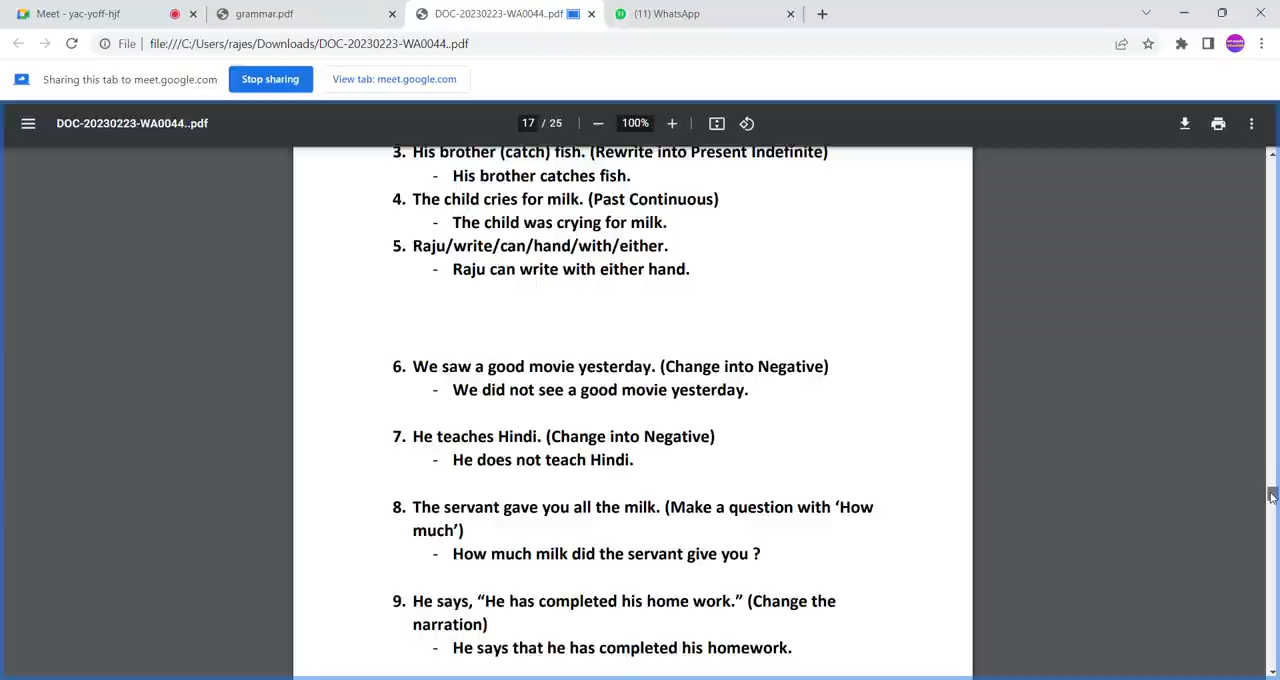 Meet - yac-yoff-hjf
grammar.pdf
DOC-20230223-WA0044..pdf
(11) WhatsApp
File
file:///C:/Users/rajes/Downloads/DOC-20230223-WA0044..pdf
Sharing this tab to meet.google.com
Stop sharing
View tab: meet.google.com
DOC-20230223-WA0044..pdf
17 / 25
100%
3. His brother (catch) fish. (Rewrite into Present Indefinite)
- His brother catches fish.
4. The child cries for milk. (Past Continuous)
- The child was crying for milk.
5. Raju/write/can/hand/with/either.
- Raju can write with either hand.
6. We saw a good movie yesterday. (Change into Negative)
- We did not see a good movie yesterday.
7. He teaches Hindi. (Change into Negative)
- He does not teach Hindi.
8. The servant gave you all the milk. (Make a question with ‘How
much’)
- How much milk did the servant give you ?
9. He says, “He has completed his home work.” (Change the
narration)
- He says that he has completed his homework.